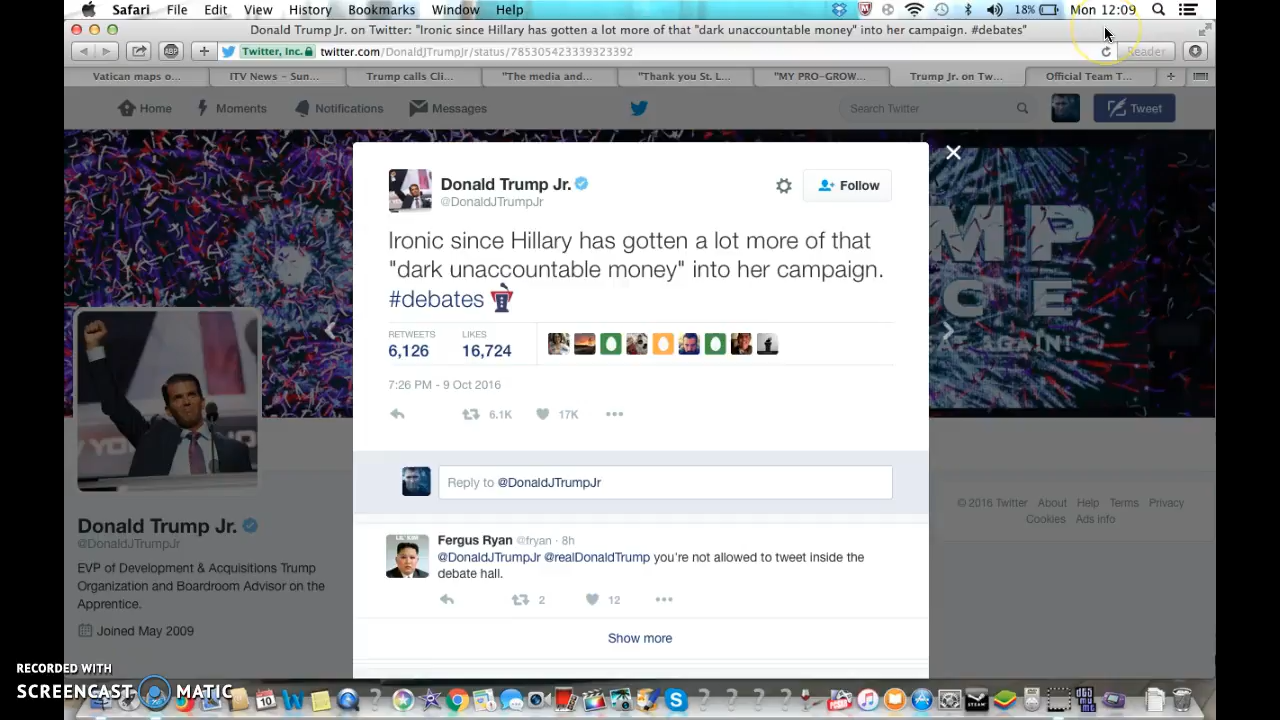 Safari File Edit View History Bookmarks Window Help 18% Mon 12:09
Donald Trump Jr. on Twitter: "Ironic since Hillary has gotten a lot more of that "dark unaccountable money" into her campaign. #debates"
ABP Twitter, Inc. twitter.com/DonaldJTrumpJr/status/785305423339323392 Reader
Vatican maps o... ITV News - Sun... Trump calls Cli... "The media and... "Thank you St. L... "MY PRO-GROW... Trump Jr. on Tw... Official Team T...
Home Moments Notifications Messages Search Twitter Tweet
Donald Trump Jr.
@DonaldJTrumpJr
Follow
Ironic since Hillary has gotten a lot more of that
"dark unaccountable money" into her campaign.
#debates
RETWEETS LIKES
6,126 16,724
7:26 PM - 9 Oct 2016
6.1K 17K
Reply to @DonaldJTrumpJr
Fergus Ryan @fryan · 8h
@DonaldJTrumpJr @realDonaldTrump you're not allowed to tweet inside the
debate hall.
2 12
Show more
Donald Trump Jr.
@DonaldJTrumpJr
EVP of Development & Acquisitions Trump
Organization and Boardroom Advisor on the
Apprentice.
Joined May 2009
© 2016 Twitter About Help Terms Privacy
Cookies Ads info
RECORDED WITH
SCREENCAST MATIC